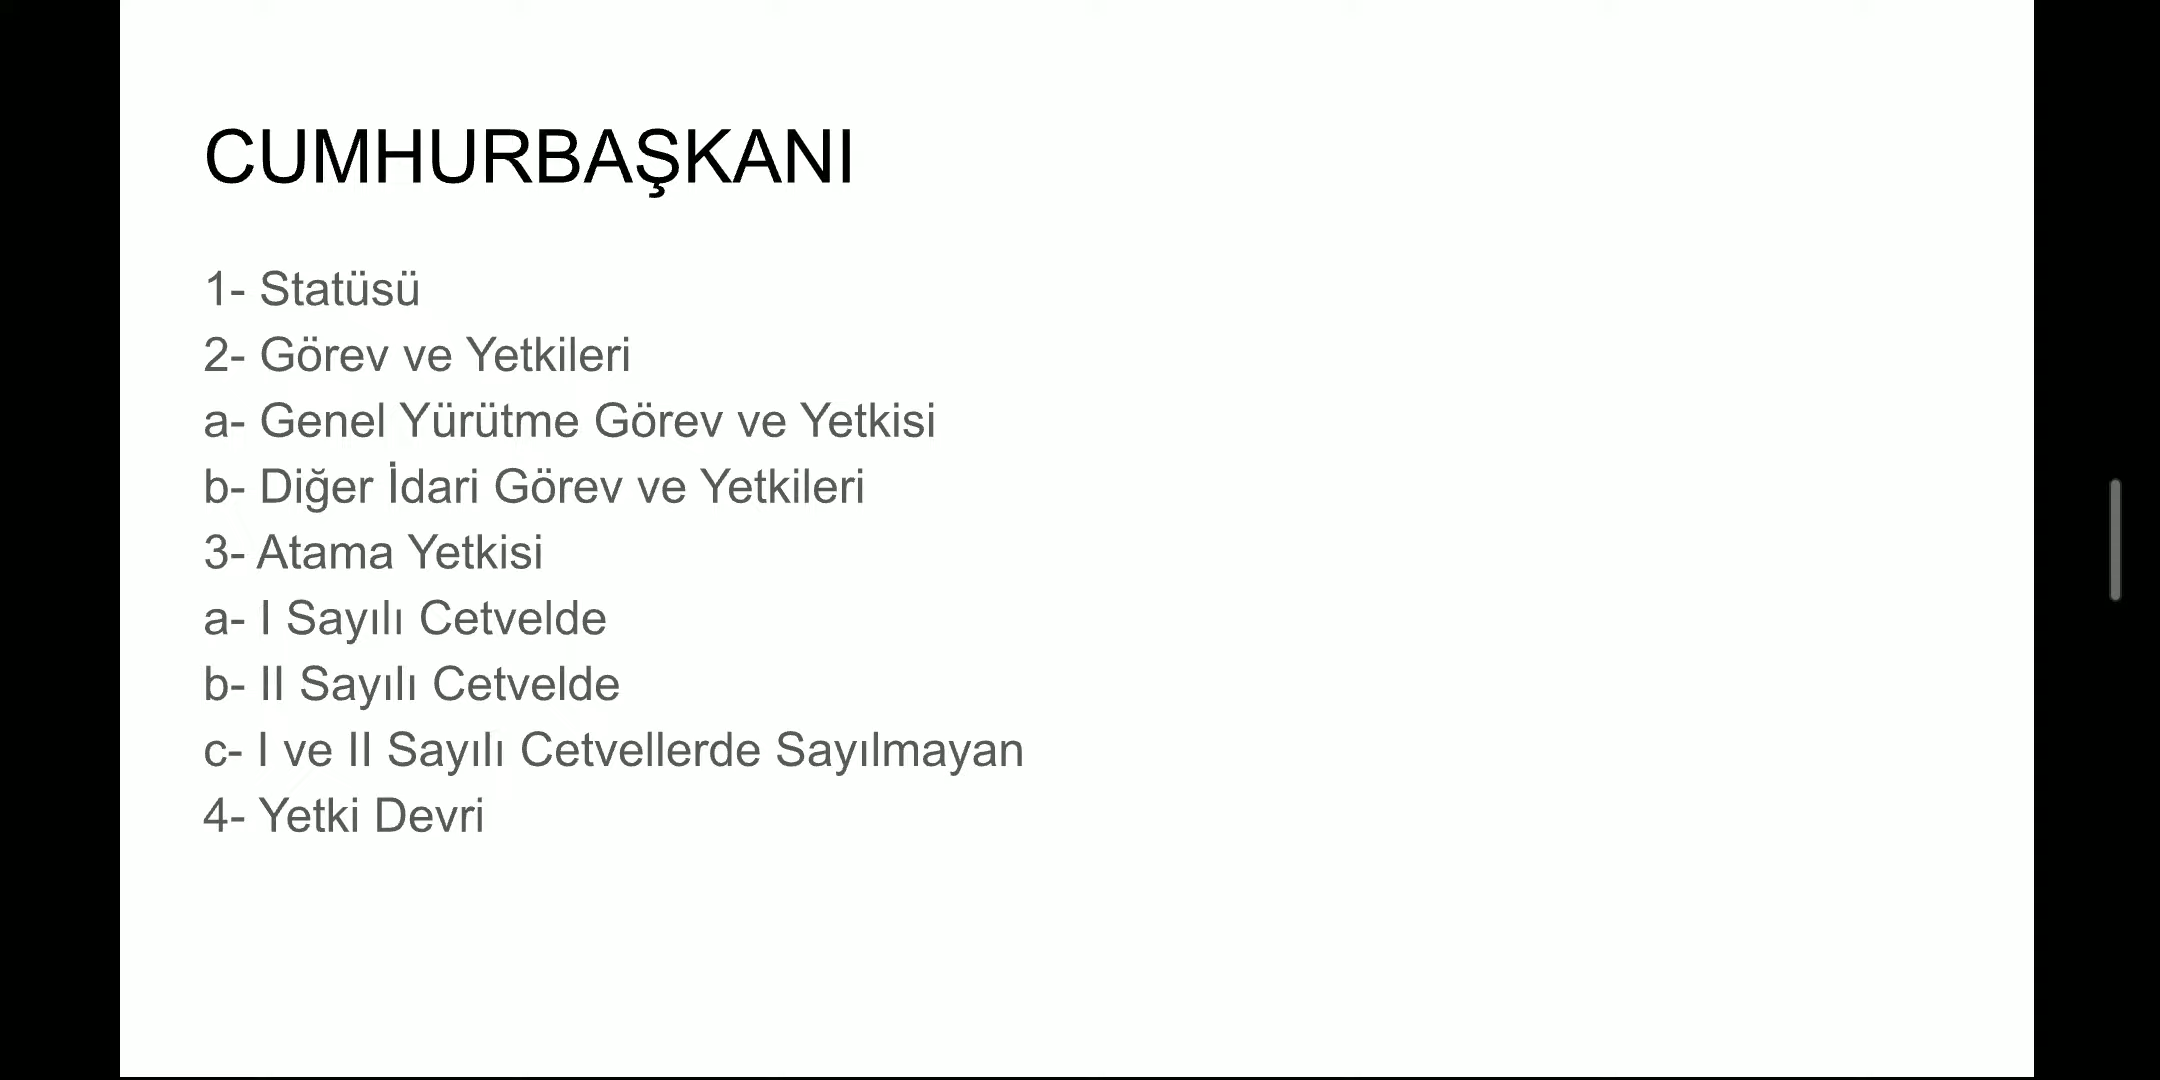 CUMHURBAŞKANI
1- Statüsü
2- Görev ve Yetkileri
a- Genel Yürütme Görev ve Yetkisi
b- Diğer İdari Görev ve Yetkileri
3- Atama Yetkisi
a- I Sayılı Cetvelde
b- II Sayılı Cetvelde
c- I ve II Sayılı Cetvellerde Sayılmayan
4- Yetki Devri